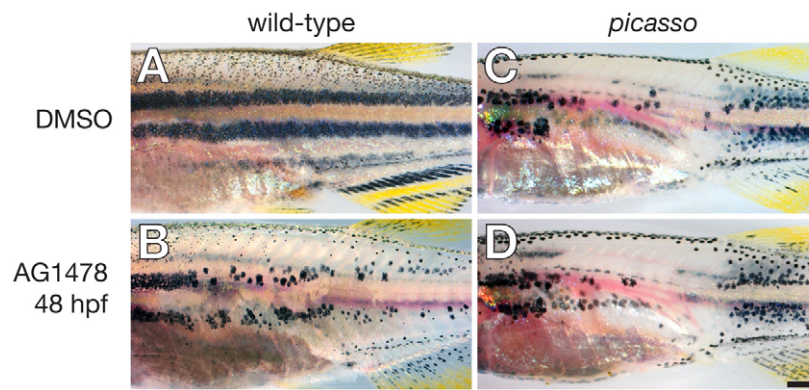 wild-type picasso
DMSO
A
C
AG1478
48 hpf
B
D